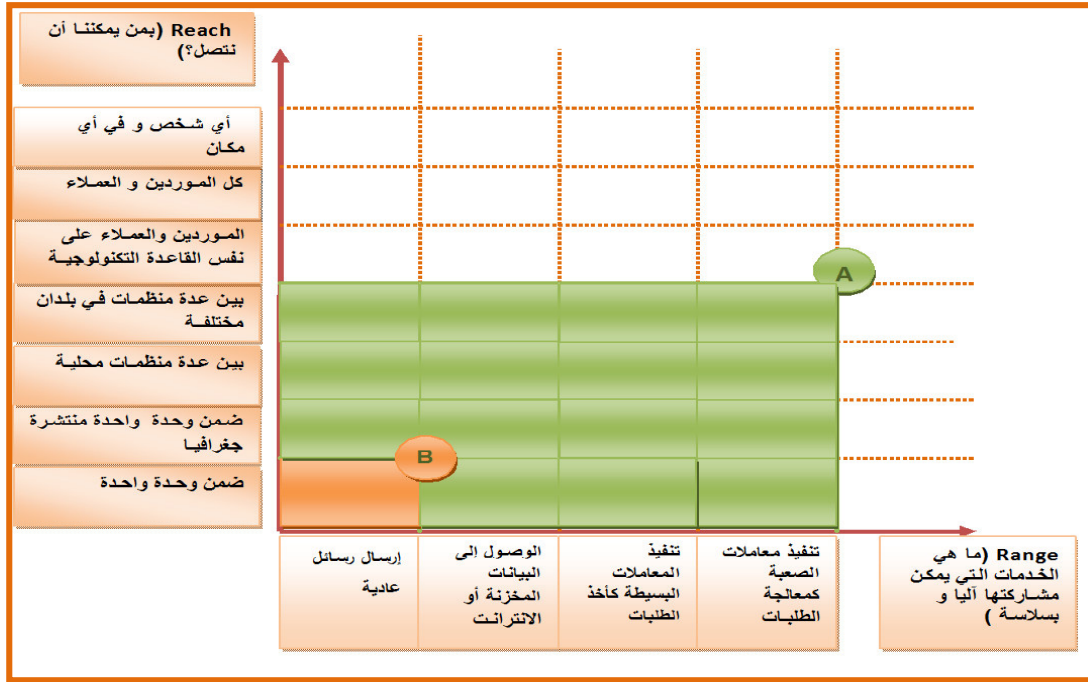 Reach (بمن يمكننا أن
نتصل؟)
أي شخص و في أي
مكان
كل الموردين و العملاء
الموردين والعملاء على
نفس القاعدة التكنولوجية
بين عدة منظمات في بلدان
مختلفة
بين عدة منظمات محلية
ضمن وحدة واحدة منتشرة
جغرافيا
ضمن وحدة واحدة
A
B
إرسال رسائل
عادية
الوصول إلى
البيانات
المخزنة أو
الانترانت
تنفيذ
المعاملات
البسيطة كأخذ
الطلبات
تنفيذ معاملات
الصعبة
كمعالجة
الطلبات
Range (ما هي
الخدمات التي يمكن
مشاركتها آليا و
بسلاسة )